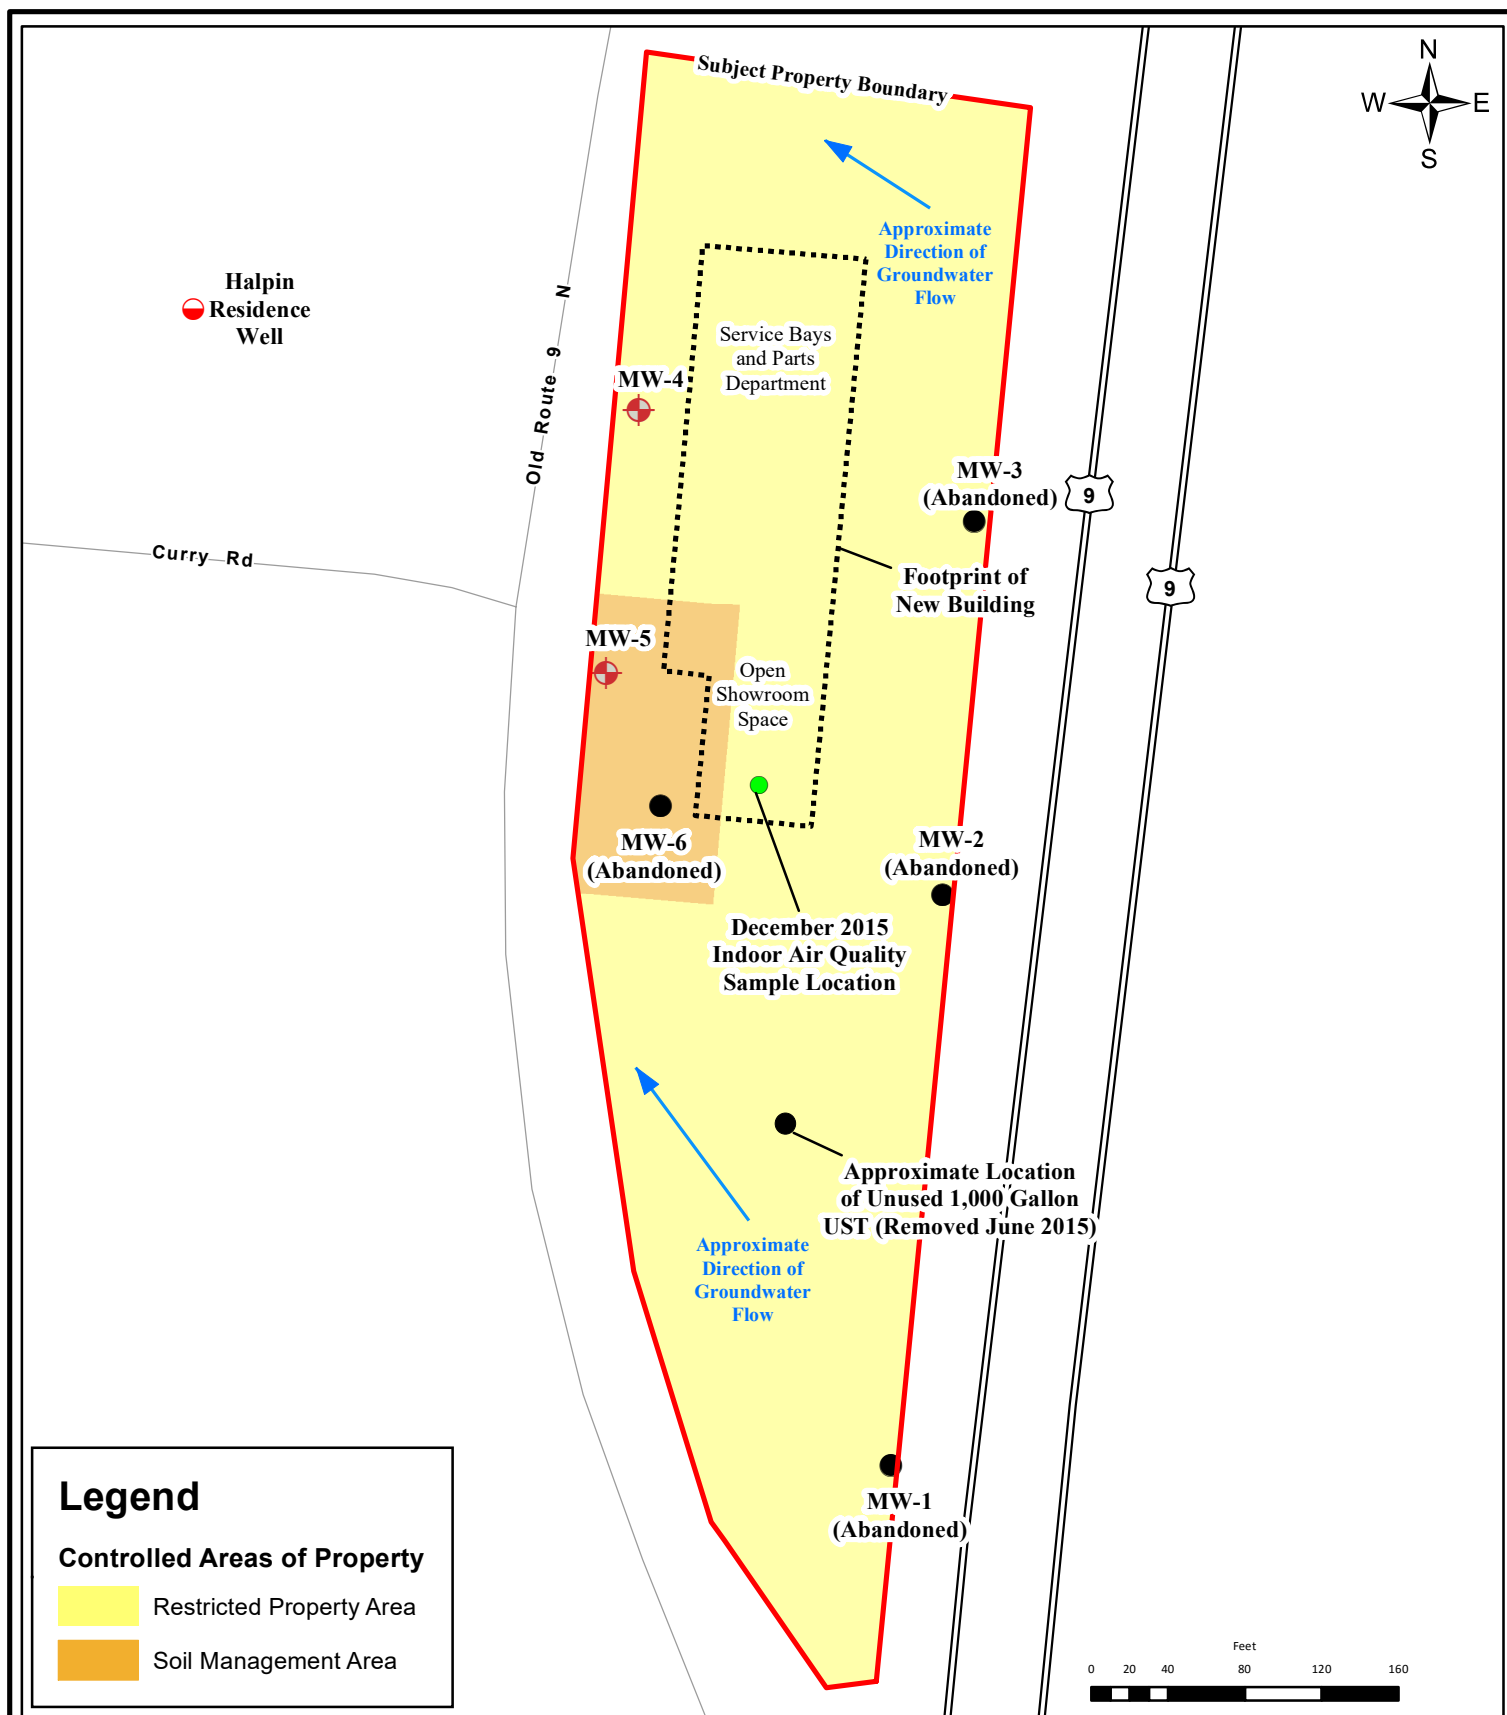 Subject Property Boundary
N
W E
S
Approximate
Direction of
Groundwater
Flow
Halpin
Residence
Well
Old Route 9 N
Service Bays
and Parts
Department
MW-4
MW-3
(Abandoned)
9
Curry Rd
Footprint of
New Building
9
MW-5
Open
Showroom
Space
MW-6
(Abandoned)
MW-2
(Abandoned)
December 2015
Indoor Air Quality
Sample Location
Approximate Location
of Unused 1,000 Gallon
UST (Removed June 2015)
Approximate
Direction of
Groundwater
Flow
MW-1
(Abandoned)
Legend
Controlled Areas of Property
Restricted Property Area
Soil Management Area
Feet
0 20 40 80 120 160